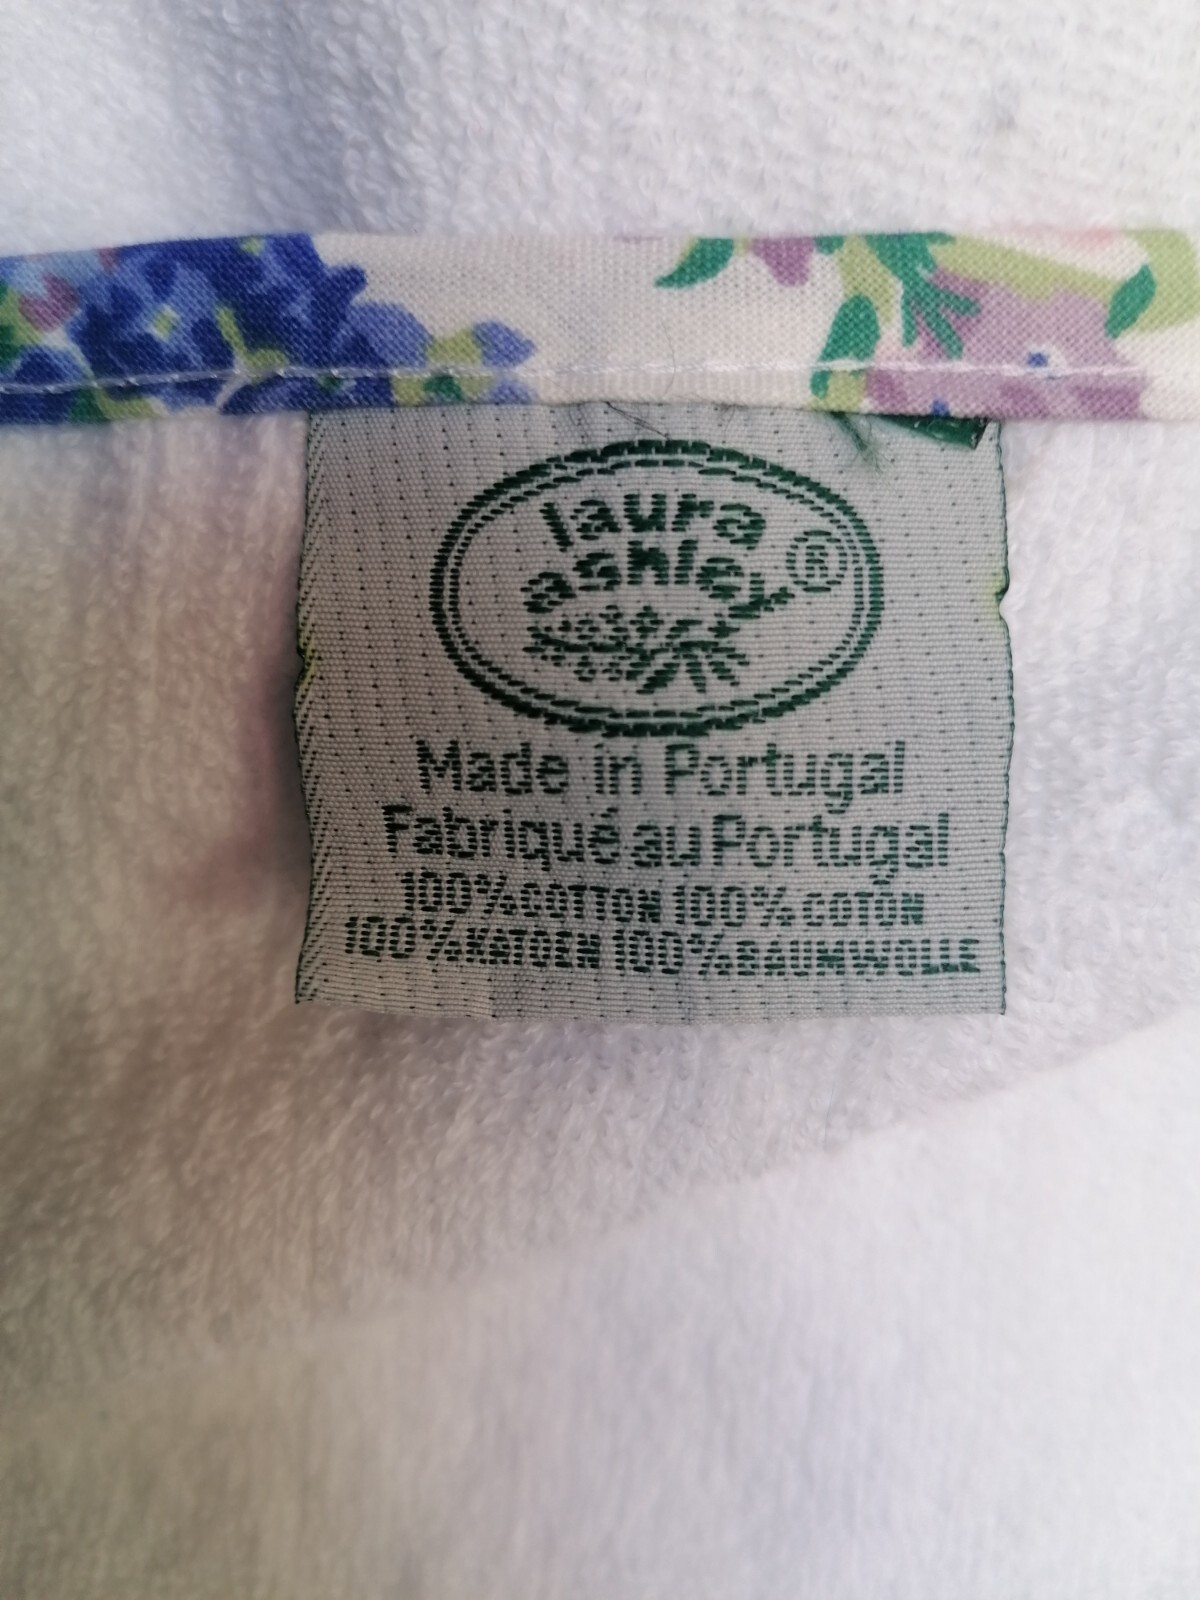 laura
ashley®
Made in Portugal
Fabriqué au Portugal
100% COTTON 100% COTON
100% KATOEN 100% BAUMWOLLE